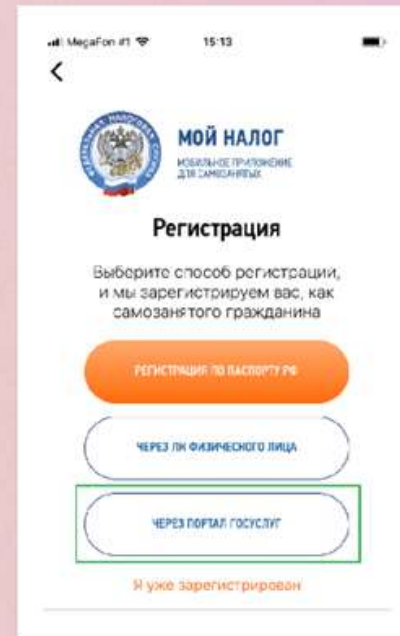 MegaFon #1 15:13
МОЙ НАЛОГ
МОБИЛЬНОЕ ПРИЛОЖЕНИЕ
ДЛЯ САМОЗАНЯТЫХ
Регистрация
Выберите способ регистрации,
и мы зарегистрируем вас, как
самозанятого гражданина
РЕГИСТРАЦИЯ ПО ПАСПОРТУ РФ
ЧЕРЕЗ ЛК ФИЗИЧЕСКОГО ЛИЦА
ЧЕРЕЗ ПОРТАЛ ГОСУСЛУГ
Я уже зарегистрирован